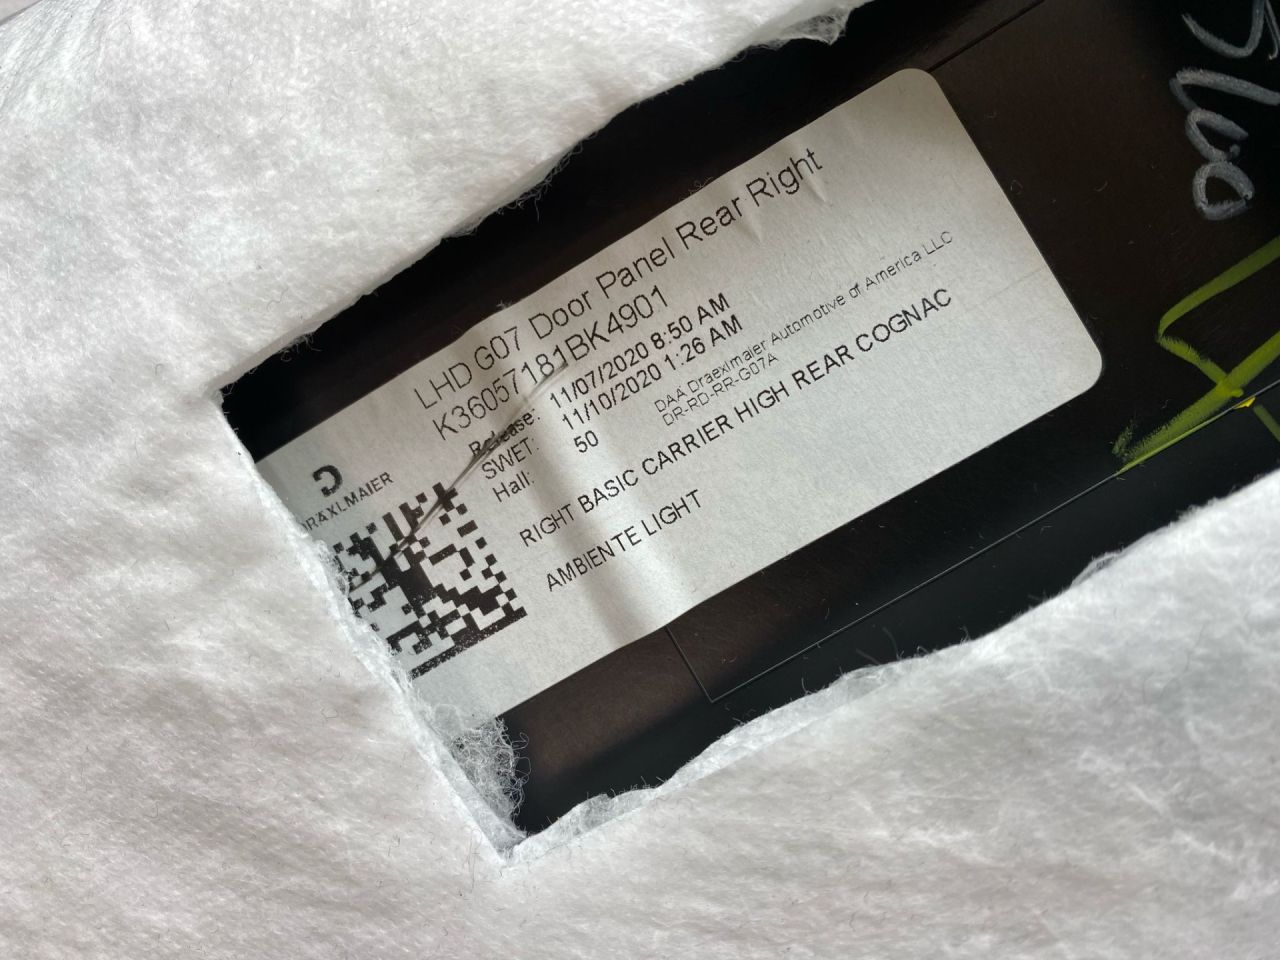 LHD G07 Door Panel Rear Right
K36057181BK4901
Release: 11/07/2020 8:50 AM
SWET: 11/10/2020 1:26 AM
Hall: 50
DAA Draexlmaier Automotive of America LLC
DR-RD-RR-G07A
RIGHT BASIC CARRIER HIGH REAR COGNAC
AMBIENTE LIGHT
DRÄXLMAIER